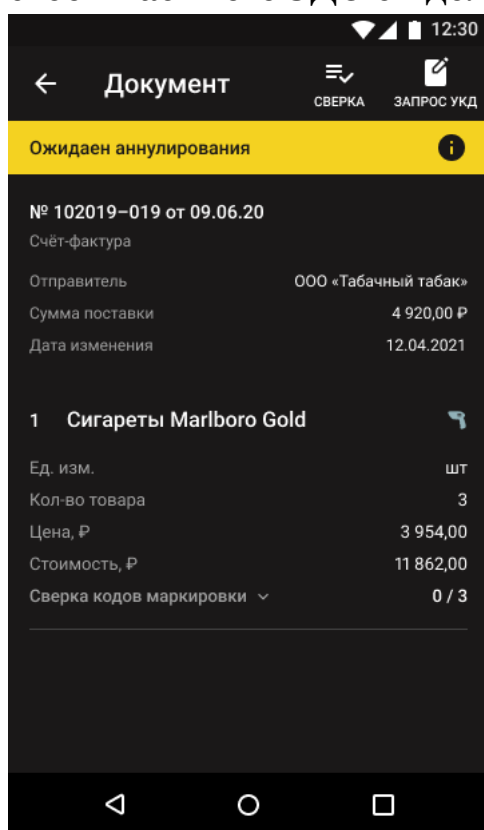 12:30
Документ
СВЕРКА
ЗАПРОС УКД
Ожидаен аннулирования
№ 102019–019 от 09.06.20
Счёт-фактура
Отправитель ООО «Табачный табак»
Сумма поставки 4 920,00 ₽
Дата изменения 12.04.2021
1 Сигареты Marlboro Gold
Ед. изм. шт
Кол-во товара 3
Цена, ₽ 3 954,00
Стоимость, ₽ 11 862,00
Сверка кодов маркировки 0 / 3